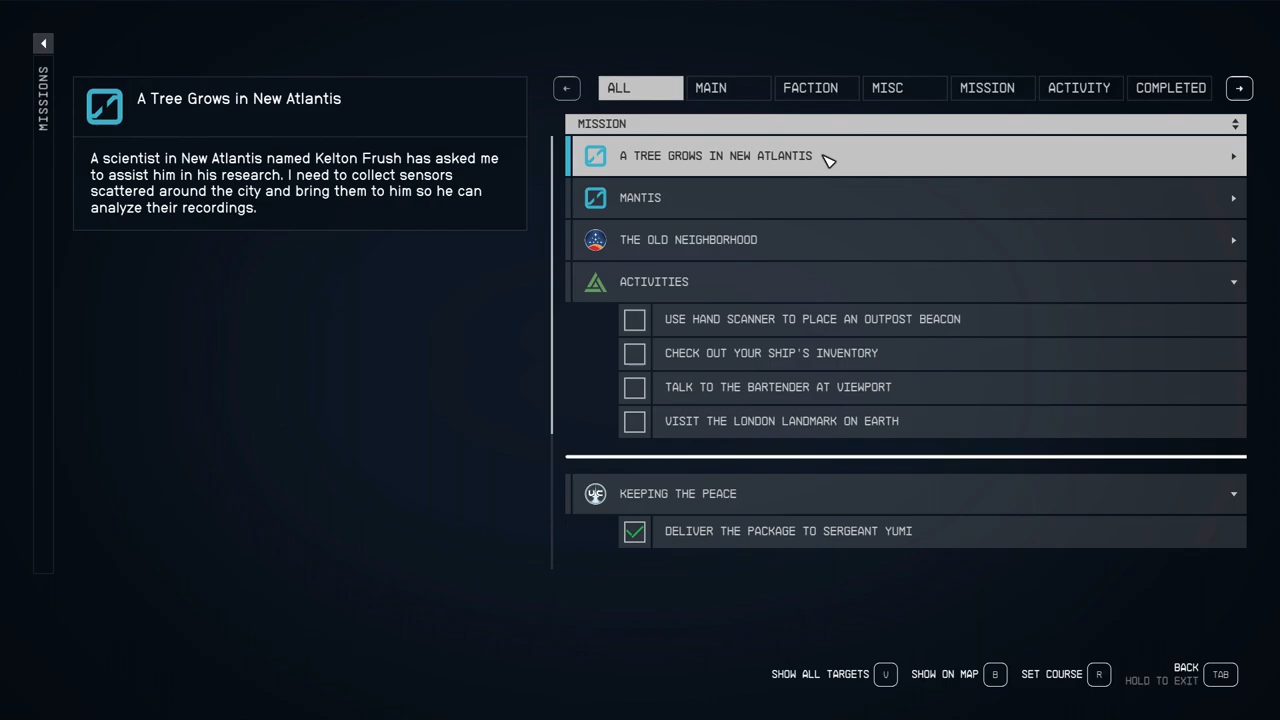 MISSIONS
A Tree Grows in New Atlantis
A scientist in New Atlantis named Kelton Frush has asked me
to assist him in his research. I need to collect sensors
scattered around the city and bring them to him so he can
analyze their recordings.
ALL MAIN FACTION MISC MISSION ACTIVITY COMPLETED
MISSION
A TREE GROWS IN NEW ATLANTIS
MANTIS
THE OLD NEIGHBORHOOD
ACTIVITIES
USE HAND SCANNER TO PLACE AN OUTPOST BEACON
CHECK OUT YOUR SHIP'S INVENTORY
TALK TO THE BARTENDER AT VIEWPORT
VISIT THE LONDON LANDMARK ON EARTH
UC KEEPING THE PEACE
DELIVER THE PACKAGE TO SERGEANT YUMI
SHOW ALL TARGETS V SHOW ON MAP B SET COURSE R BACK TAB
HOLD TO EXIT